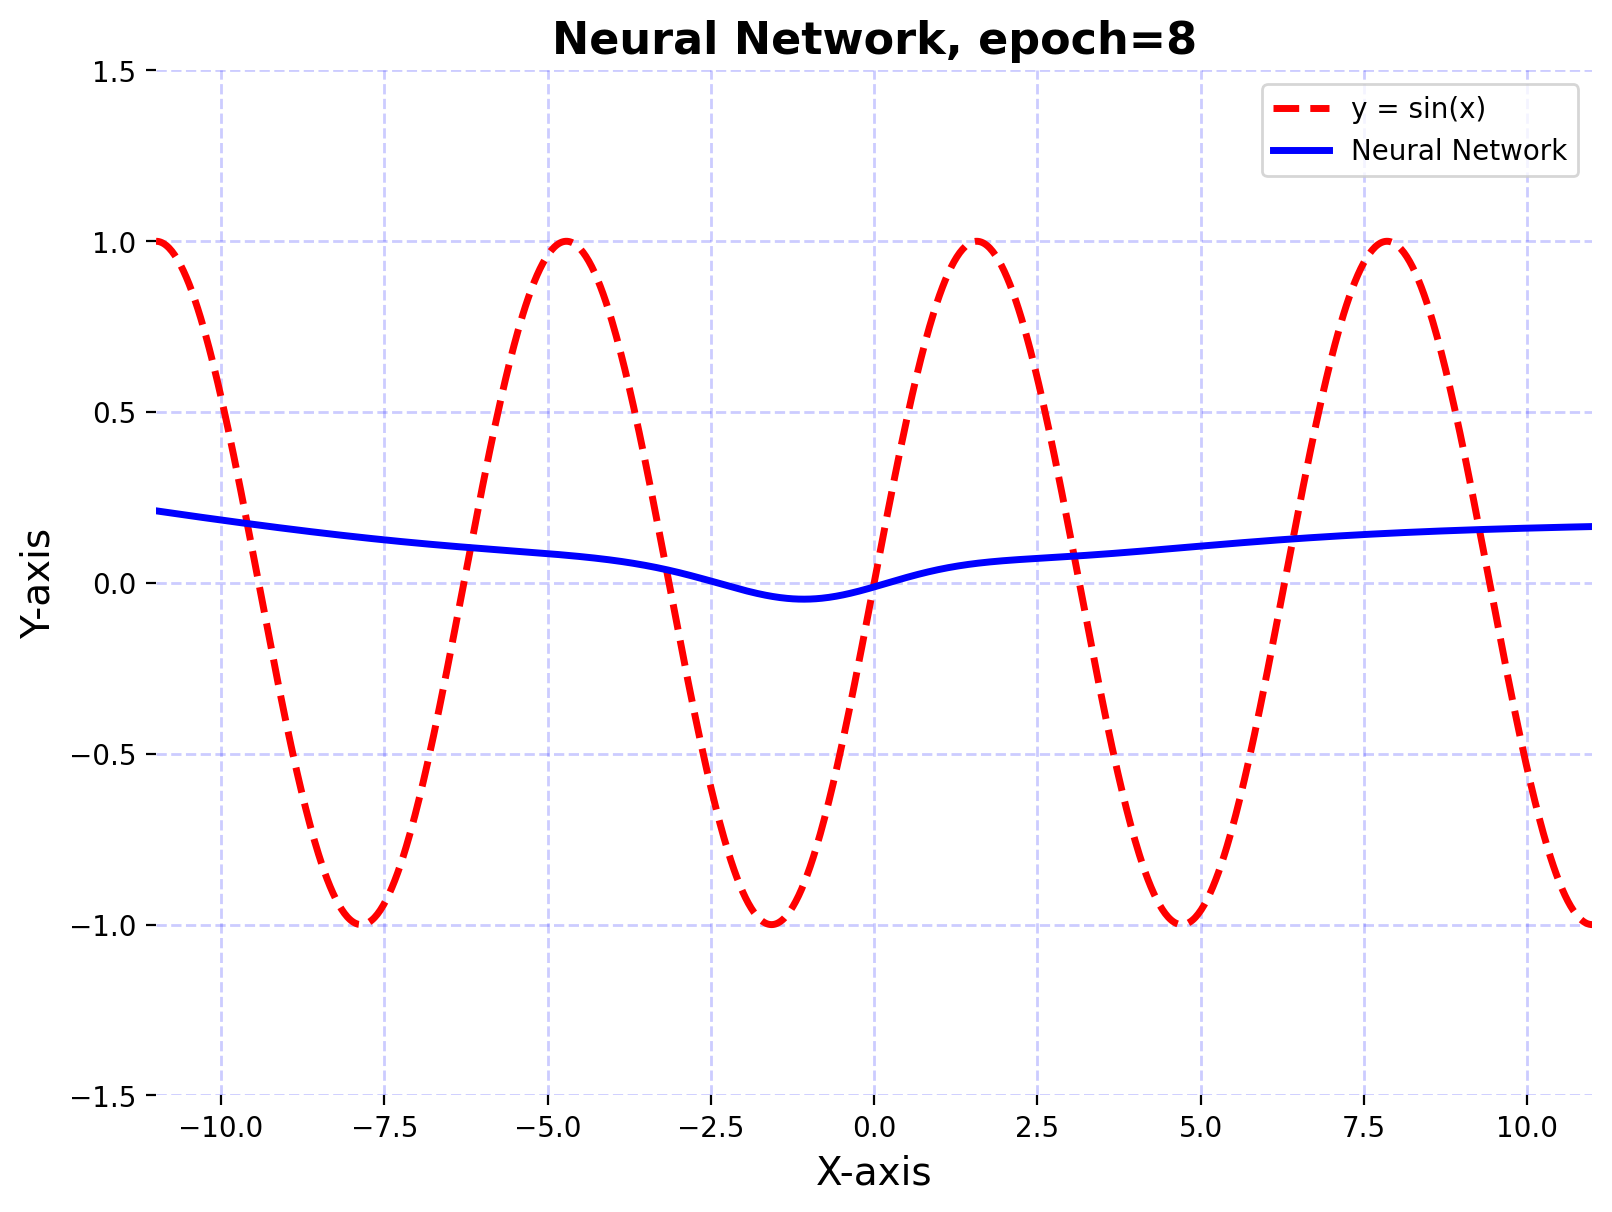 Neural Network, epoch=8
1.5
1.0
0.5
0.0
−0.5
−1.0
−1.5
Y-axis
y = sin(x)
Neural Network
−10.0 −7.5 −5.0 −2.5 0.0 2.5 5.0 7.5 10.0
X-axis